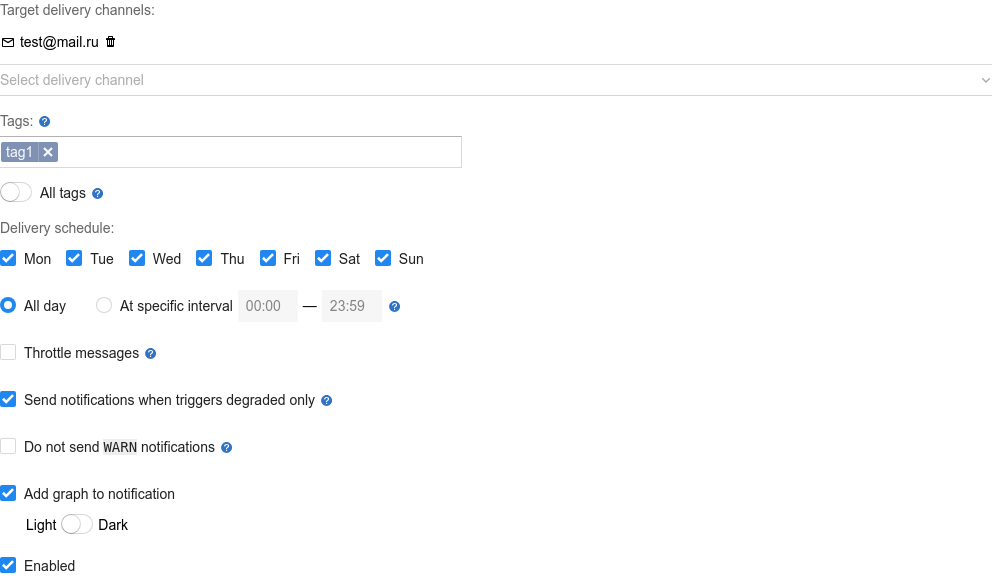 Target delivery channels:
test@mail.ru
Select delivery channel
Tags: ?
tag1 ×
All tags ?
Delivery schedule:
Mon Tue Wed Thu Fri Sat Sun
All day At specific interval 00:00 — 23:59 ?
Throttle messages ?
Send notifications when triggers degraded only ?
Do not send WARN notifications ?
Add graph to notification
Light Dark
Enabled